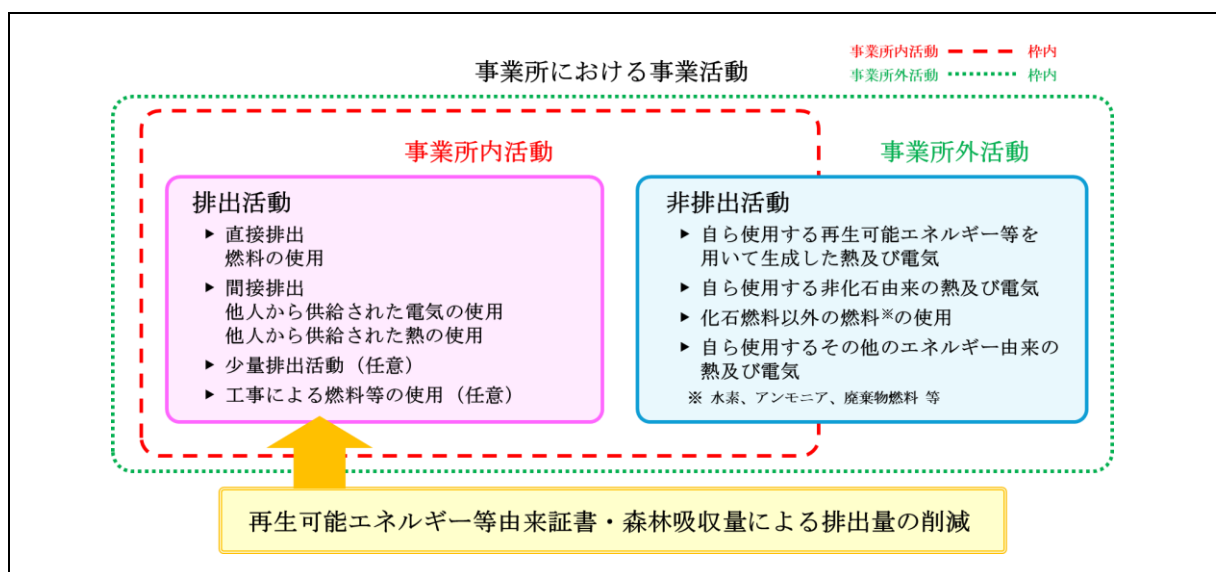 事業所における事業活動
事業所内活動 枠内
事業所外活動 枠内
事業所内活動
事業所外活動
排出活動
▶ 直接排出
燃料の使用
▶ 間接排出
他人から供給された電気の使用
他人から供給された熱の使用
▶ 少量排出活動（任意）
▶ 工事による燃料等の使用（任意）
非排出活動
▶ 自ら使用する再生可能エネルギー等を
用いて生成した熱及び電気
▶ 自ら使用する非化石由来の熱及び電気
▶ 化石燃料以外の燃料※の使用
▶ 自ら使用するその他のエネルギー由来の
熱及び電気
※ 水素、アンモニア、廃棄物燃料 等
再生可能エネルギー等由来証書・森林吸収量による排出量の削減